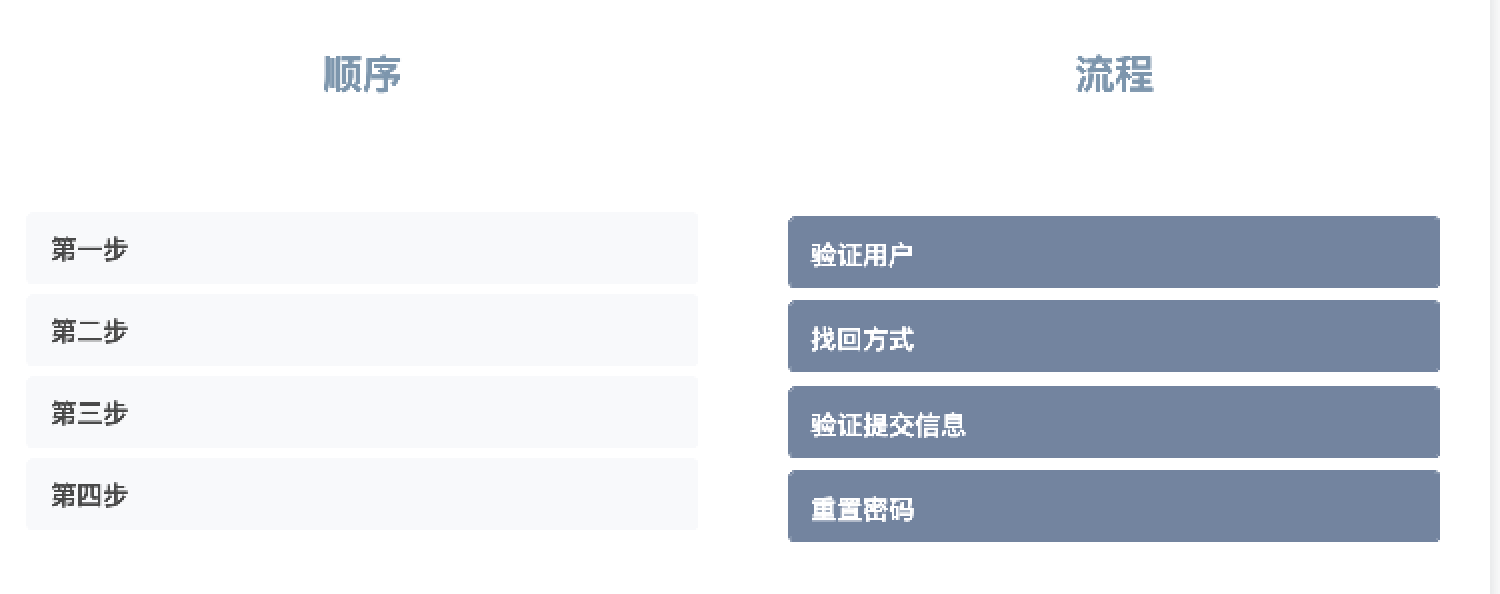 顺序
流程
第一步
验证用户
第二步
找回方式
第三步
验证提交信息
第四步
重置密码